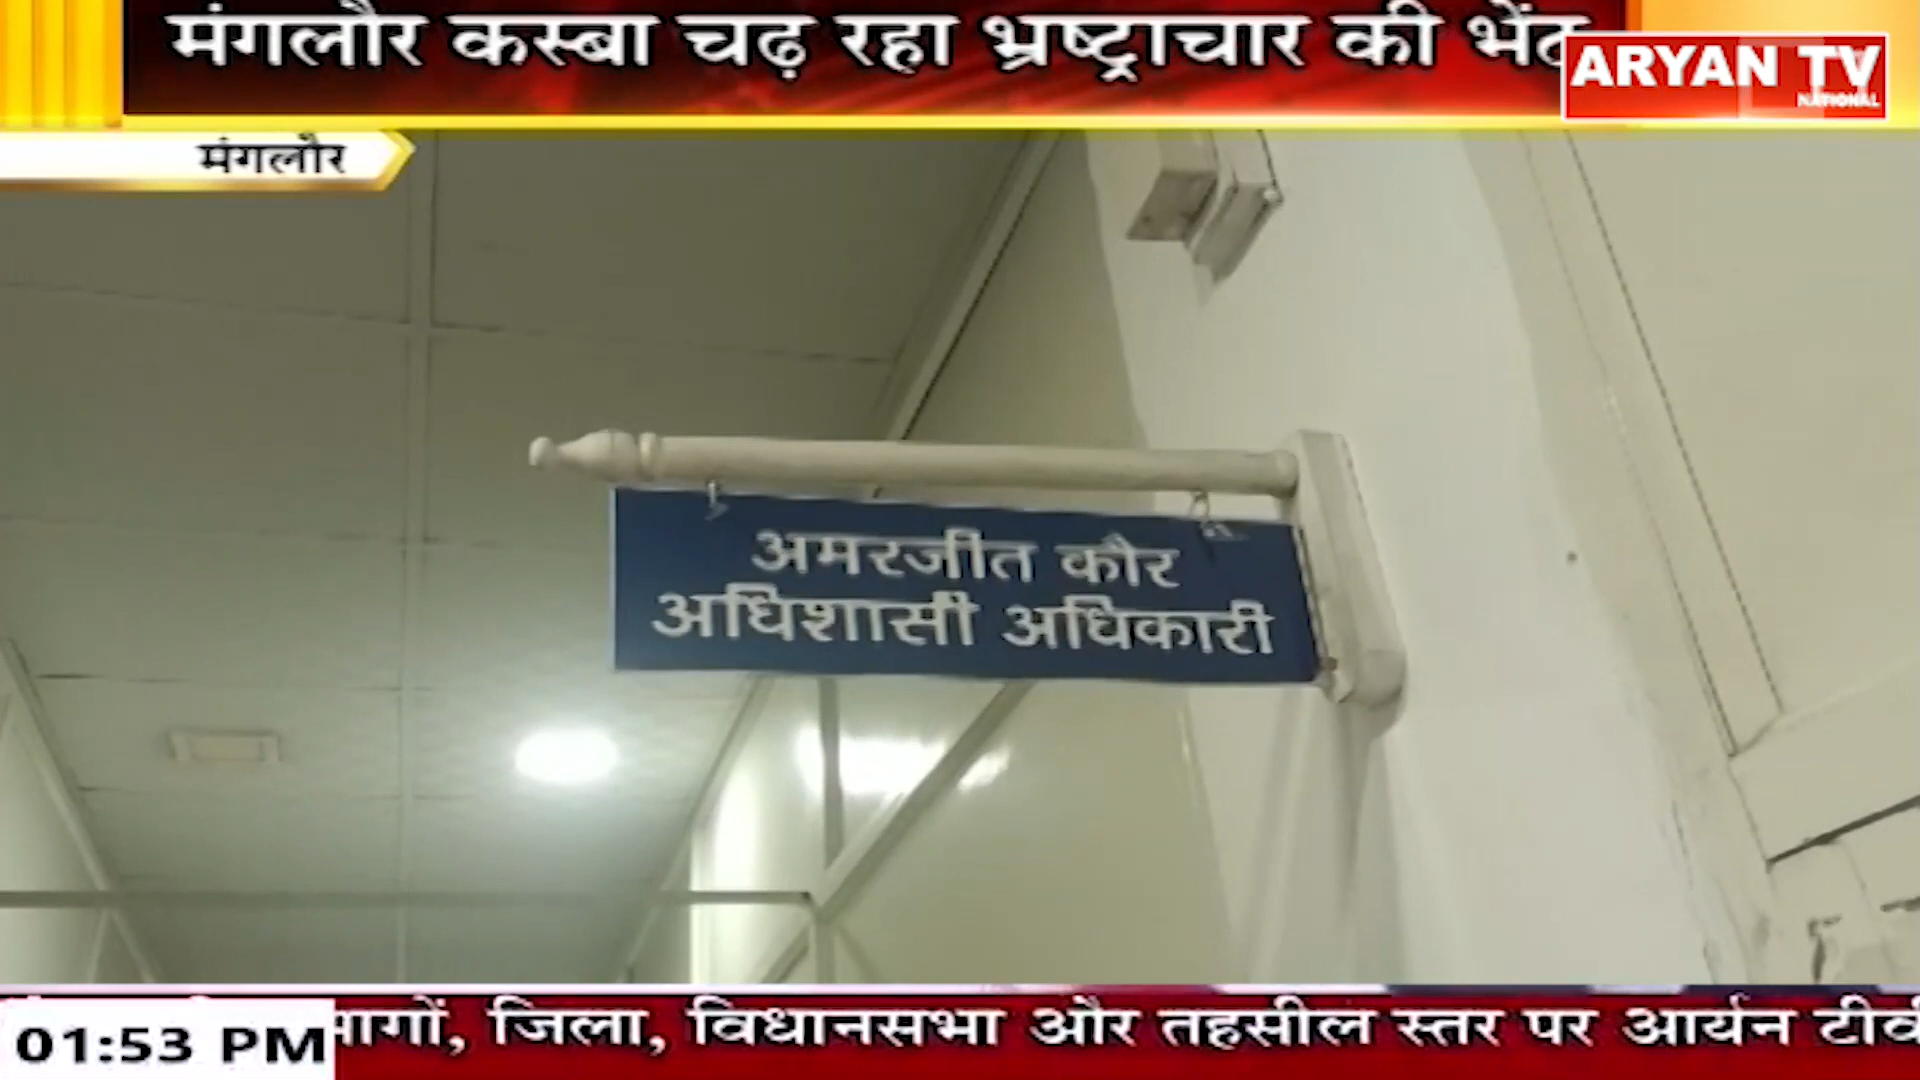 मंगलौर कस्बा चढ़ रहा भ्रष्ट्राचार की भेंट
ARYAN TV
NATIONAL
मंगलौर
अमरजीत कौर
अधिशासी अधिकारी
01:53 PM
जिला, विधानसभा और तहसील स्तर पर आर्यन